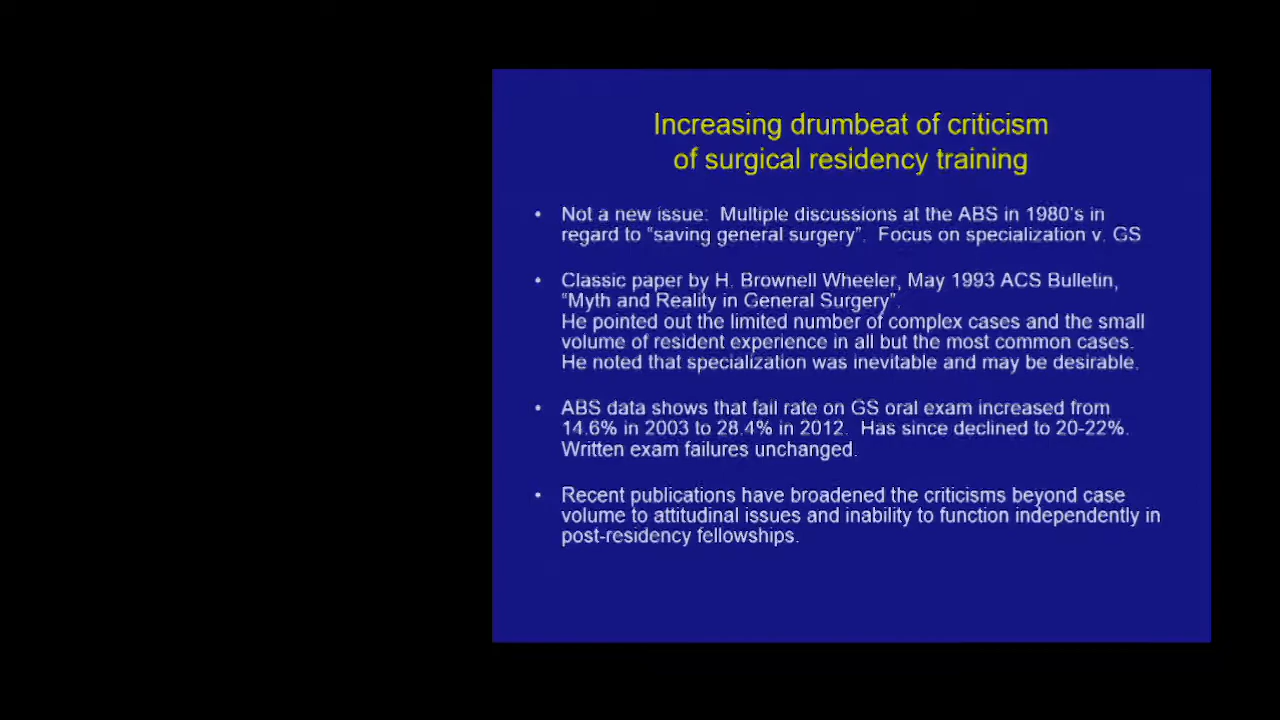 Increasing drumbeat of criticism
of surgical residency training
• Not a new issue: Multiple discussions at the ABS in 1980's in
regard to "saving general surgery". Focus on specialization v. GS
• Classic paper by H. Brownell Wheeler, May 1993 ACS Bulletin,
"Myth and Reality in General Surgery".
He pointed out the limited number of complex cases and the small
volume of resident experience in all but the most common cases.
He noted that specialization was inevitable and may be desirable.
• ABS data shows that fail rate on GS oral exam increased from
14.6% in 2003 to 28.4% in 2012. Has since declined to 20-22%.
Written exam failures unchanged.
• Recent publications have broadened the criticisms beyond case
volume to attitudinal issues and inability to function independently in
post-residency fellowships.